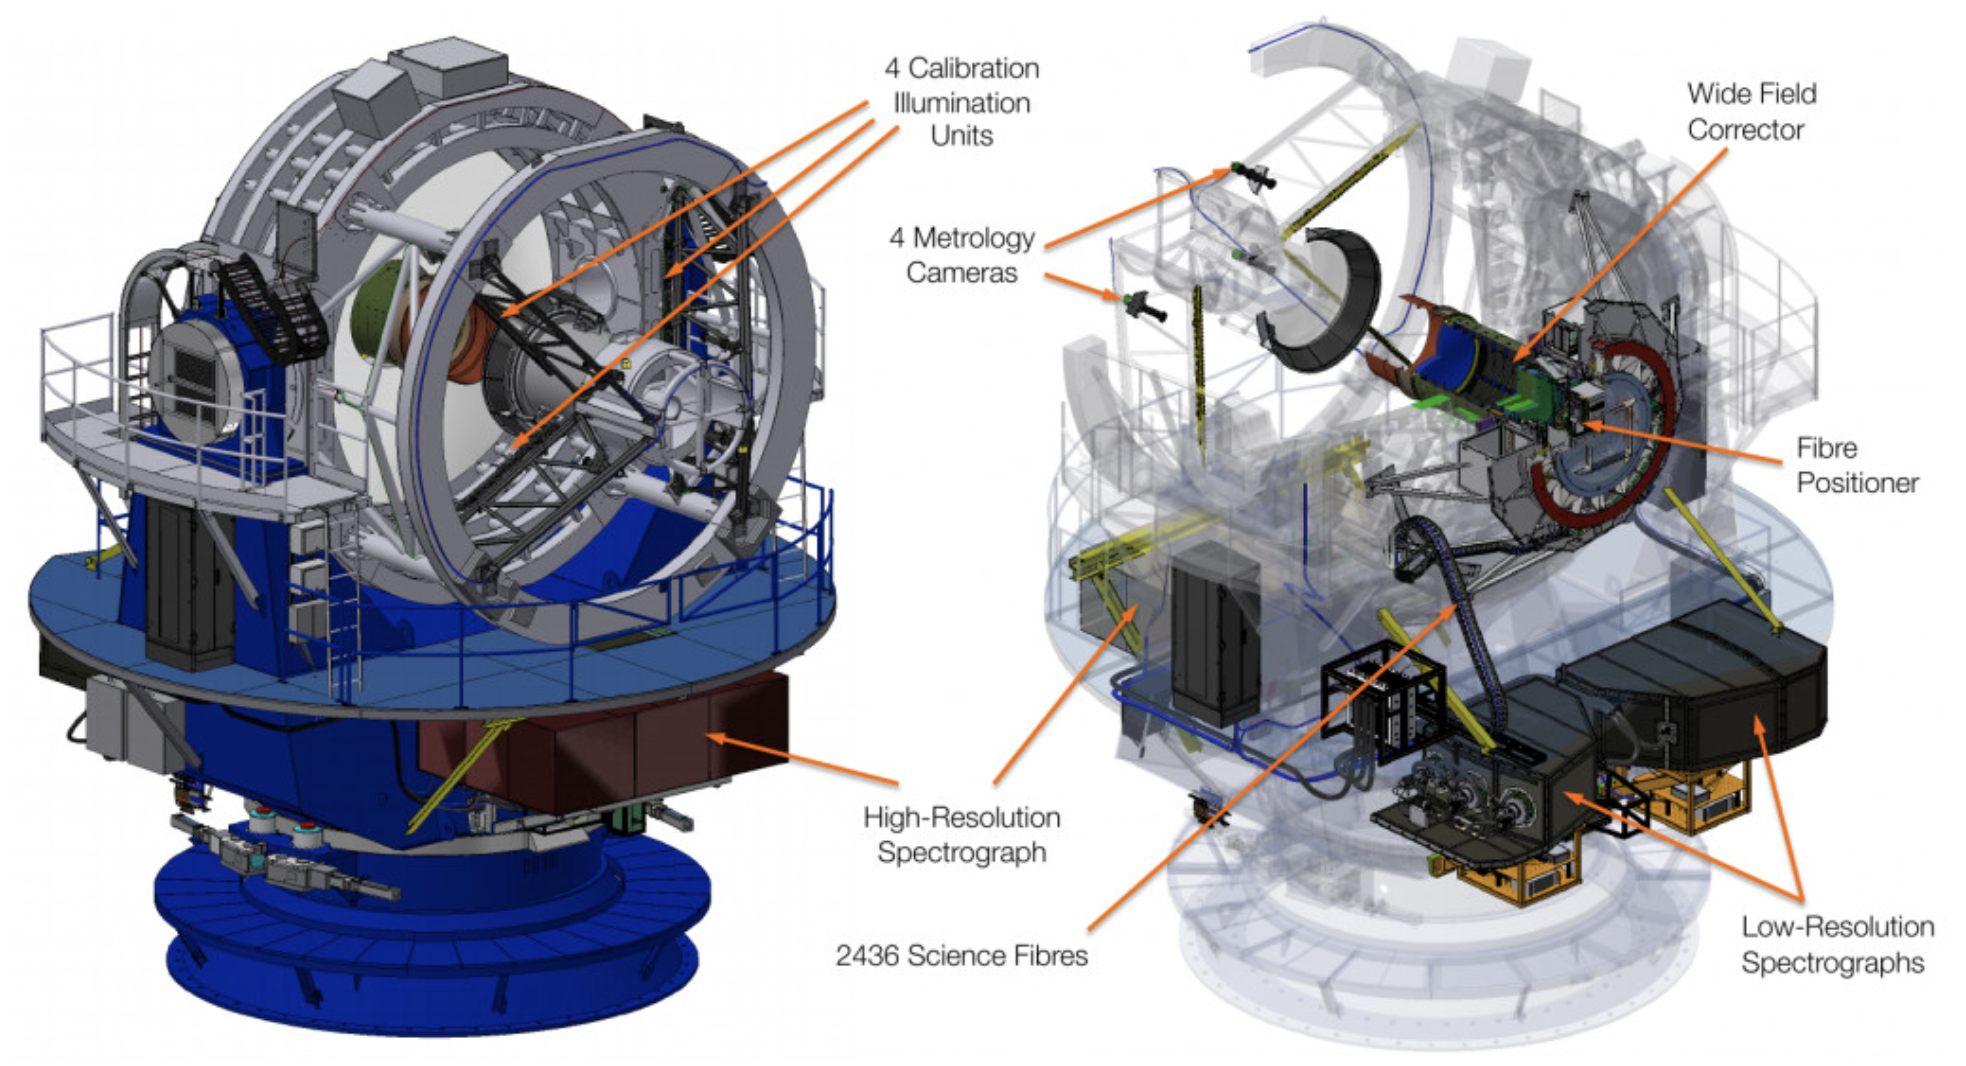 4 Calibration
Illumination
Units
Wide Field
Corrector
4 Metrology
Cameras
Fibre
Positioner
High-Resolution
Spectrograph
2436 Science Fibres
Low-Resolution
Spectrographs